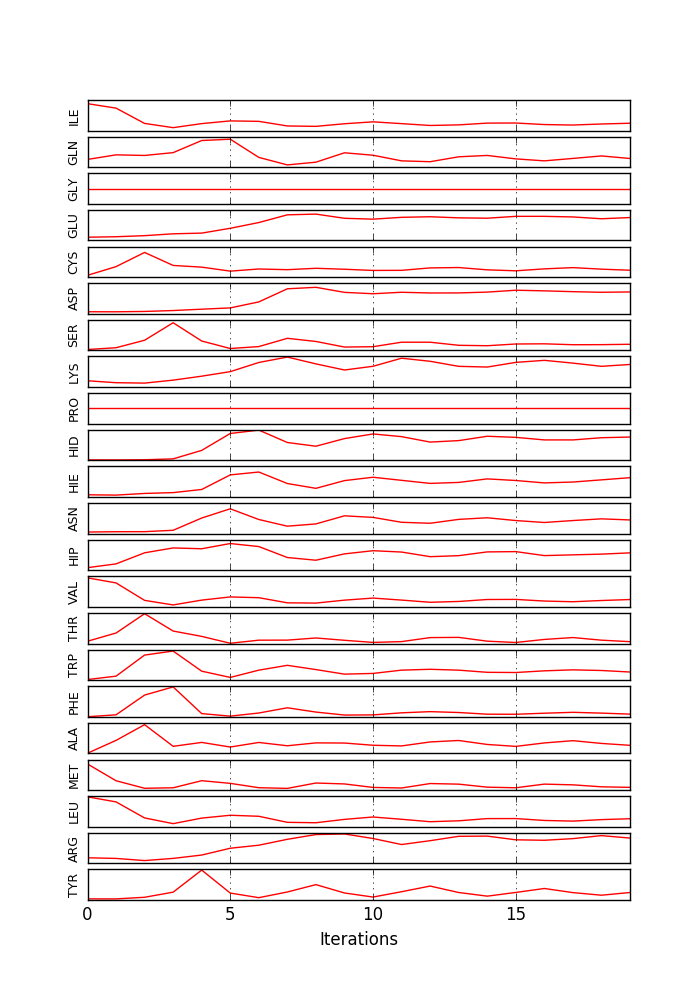 ILE
GLN
GLY
GLU
CYS
ASP
SER
LYS
PRO
HID
HIE
ASN
HIP
VAL
THR
TRP
PHE
ALA
MET
LEU
ARG
TYR
0 5 10 15
Iterations